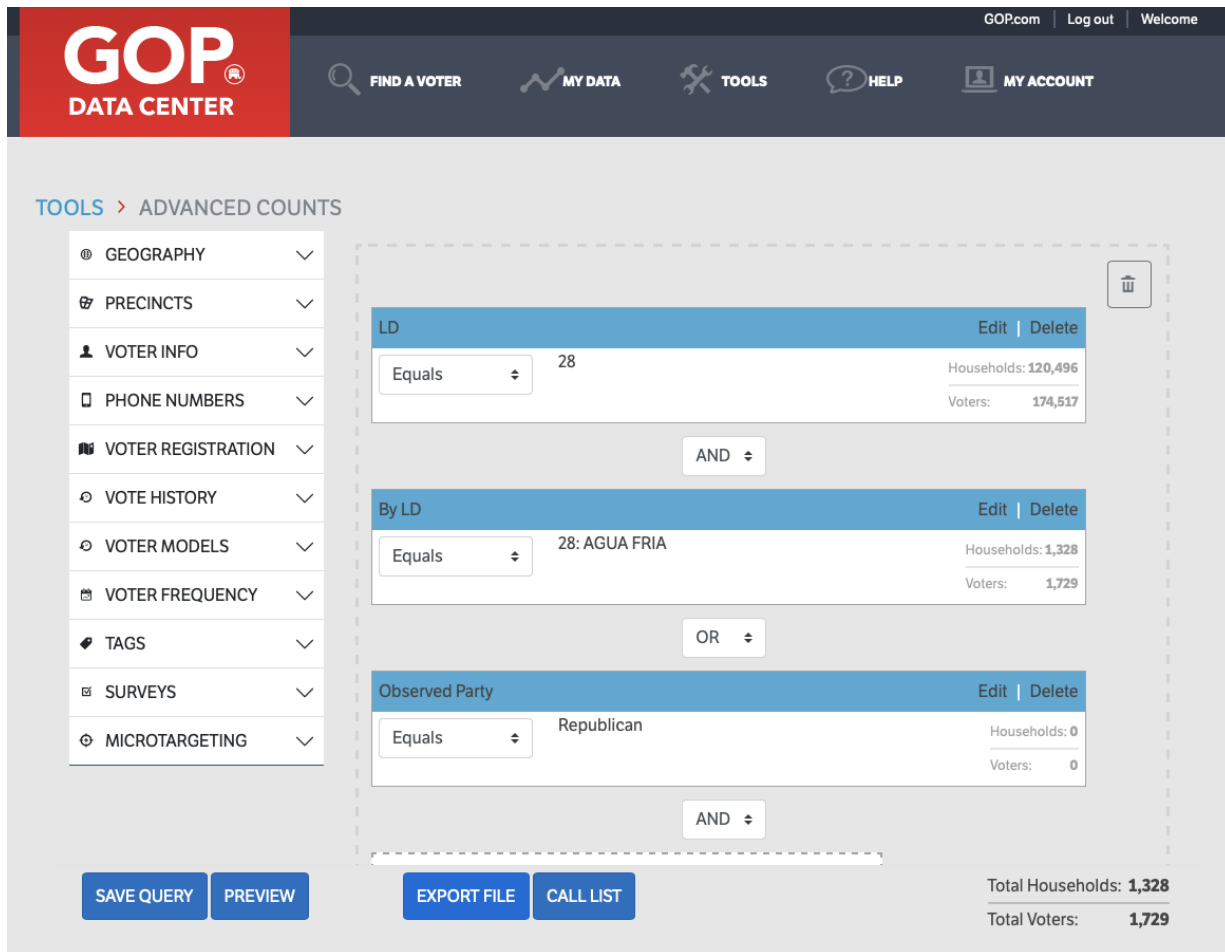 GOP.com | Log out | Welcome
GOP
DATA CENTER
FIND A VOTER
MY DATA
TOOLS
HELP
MY ACCOUNT
TOOLS > ADVANCED COUNTS
GEOGRAPHY
PRECINCTS
VOTER INFO
PHONE NUMBERS
VOTER REGISTRATION
VOTE HISTORY
VOTER MODELS
VOTER FREQUENCY
TAGS
SURVEYS
MICROTARGETING
LD Edit | Delete
Equals 28 Households: 120,496
Voters: 174,517
AND
By LD Edit | Delete
Equals 28: AGUA FRIA Households: 1,328
Voters: 1,729
OR
Observed Party Edit | Delete
Equals Republican Households: 0
Voters: 0
AND
SAVE QUERY PREVIEW EXPORT FILE CALL LIST
Total Households: 1,328
Total Voters: 1,729